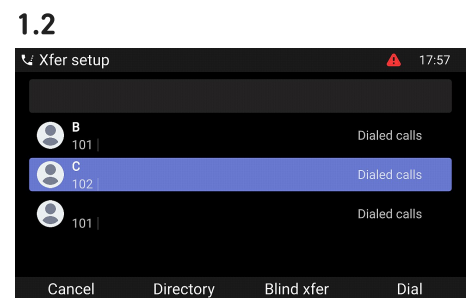 1.2
Xfer setup 17:57
B
101 | Dialed calls
C
102 | Dialed calls
101 | Dialed calls
Cancel Directory Blind xfer Dial